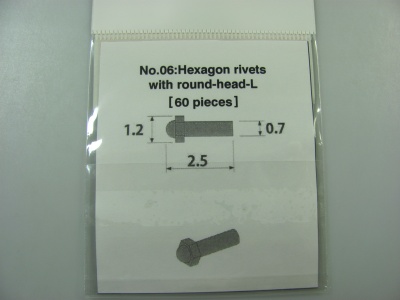 No.06:Hexagon rivets
with round-head-L
[60 pieces]
1.2
0.7
2.5